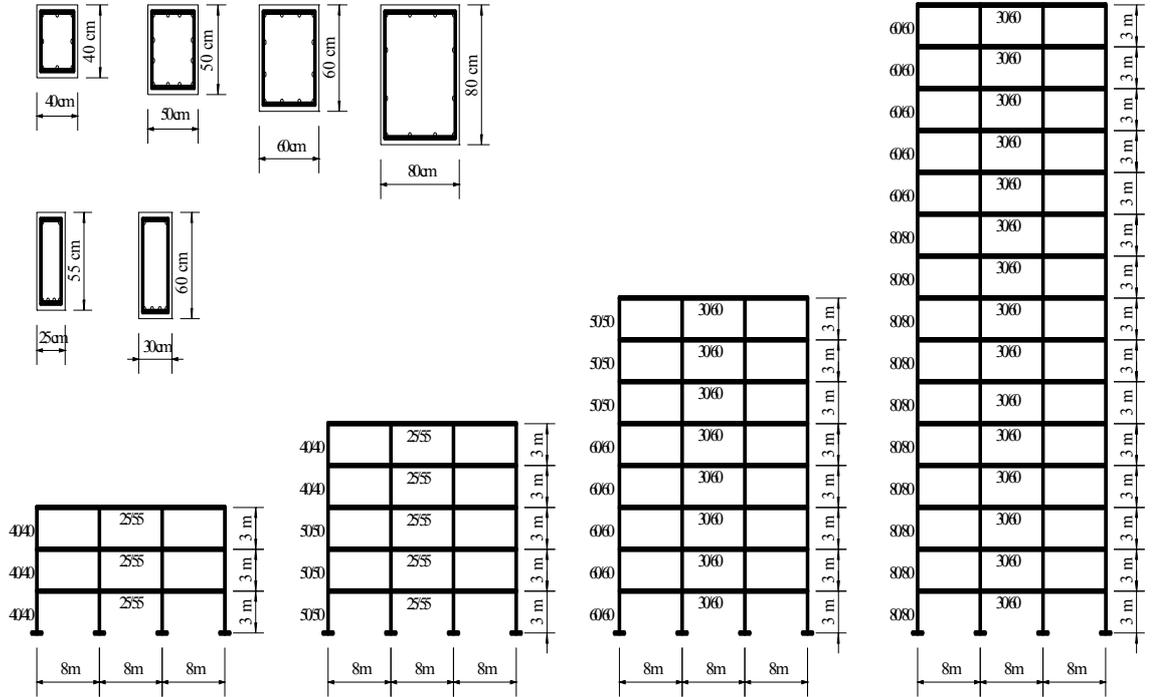 40 cm
40cm
50 cm
50cm
60 cm
60cm
80 cm
80cm
55 cm
25cm
60 cm
30cm
40/40 25/55 3 m
40/40 25/55 3 m
40/40 25/55 3 m
8m 8m 8m
40/40 25/55 3 m
40/40 25/55 3 m
50/50 25/55 3 m
50/50 25/55 3 m
50/50 25/55 3 m
8m 8m 8m
50/50 30/60 3 m
50/50 30/60 3 m
50/50 30/60 3 m
60/60 30/60 3 m
60/60 30/60 3 m
60/60 30/60 3 m
60/60 30/60 3 m
60/60 30/60 3 m
8m 8m 8m
60/60 30/60 3 m
60/60 30/60 3 m
60/60 30/60 3 m
60/60 30/60 3 m
60/60 30/60 3 m
80/80 30/60 3 m
80/80 30/60 3 m
80/80 30/60 3 m
80/80 30/60 3 m
80/80 30/60 3 m
80/80 30/60 3 m
80/80 30/60 3 m
80/80 30/60 3 m
80/80 30/60 3 m
80/80 30/60 3 m
8m 8m 8m